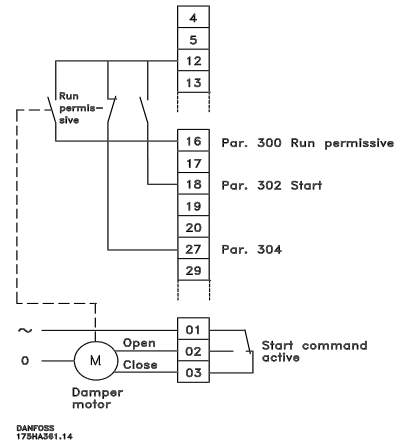 4
5
12
13
Run
permis-
sive
16 Par. 300 Run permissive
17
18 Par. 302 Start
19
20
27 Par. 304
29
~ 01
Open 02 Start command
active
0 M
Close 03
Damper
motor
DANFOSS
175HA361.14